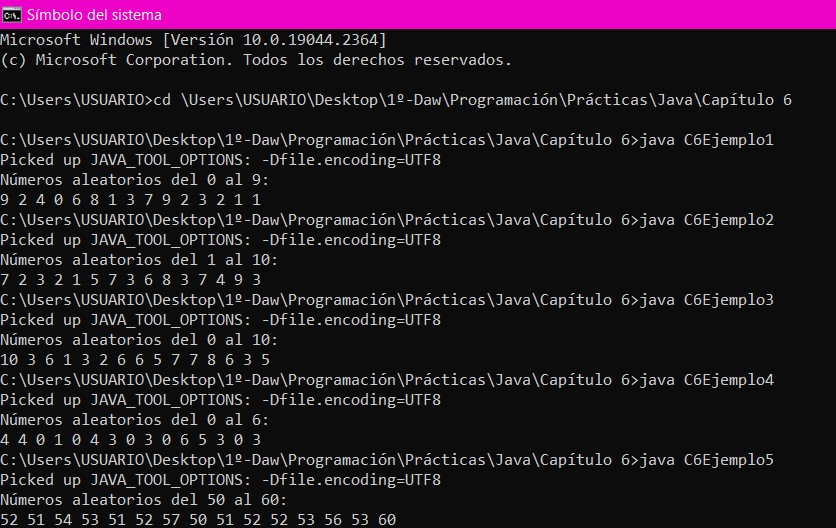 Símbolo del sistema
Microsoft Windows [Versión 10.0.19044.2364]
(c) Microsoft Corporation. Todos los derechos reservados.
C:\Users\USUARIO>cd \Users\USUARIO\Desktop\1º-Daw\Programación\Prácticas\Java\Capítulo 6
C:\Users\USUARIO\Desktop\1º-Daw\Programación\Prácticas\Java\Capítulo 6>java C6Ejemplo1
Picked up JAVA_TOOL_OPTIONS: -Dfile.encoding=UTF8
Números aleatorios del 0 al 9:
9 2 4 0 6 8 1 3 7 9 2 3 2 1 1
C:\Users\USUARIO\Desktop\1º-Daw\Programación\Prácticas\Java\Capítulo 6>java C6Ejemplo2
Picked up JAVA_TOOL_OPTIONS: -Dfile.encoding=UTF8
Números aleatorios del 1 al 10:
7 2 3 2 1 5 7 3 6 8 3 7 4 9 3
C:\Users\USUARIO\Desktop\1º-Daw\Programación\Prácticas\Java\Capítulo 6>java C6Ejemplo3
Picked up JAVA_TOOL_OPTIONS: -Dfile.encoding=UTF8
Números aleatorios del 0 al 10:
10 3 6 1 3 2 6 6 5 7 7 8 6 3 5
C:\Users\USUARIO\Desktop\1º-Daw\Programación\Prácticas\Java\Capítulo 6>java C6Ejemplo4
Picked up JAVA_TOOL_OPTIONS: -Dfile.encoding=UTF8
Números aleatorios del 0 al 6:
4 4 0 1 0 4 3 0 3 0 6 5 3 0 3
C:\Users\USUARIO\Desktop\1º-Daw\Programación\Prácticas\Java\Capítulo 6>java C6Ejemplo5
Picked up JAVA_TOOL_OPTIONS: -Dfile.encoding=UTF8
Números aleatorios del 50 al 60:
52 51 54 53 51 52 57 50 51 52 52 53 56 53 60